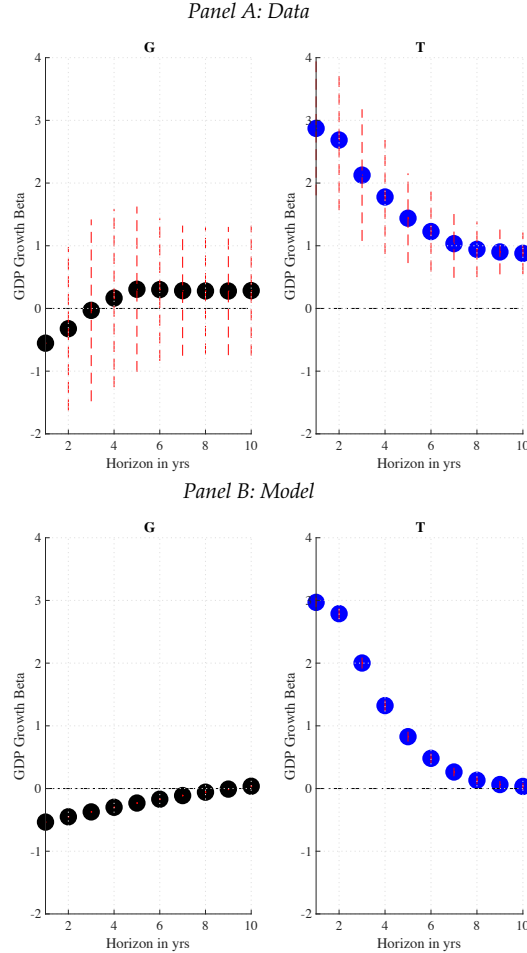 Panel A: Data
G T
4 4
3 3
2 2
1 1
0 0
-1 -1
-2 -2
GDP Growth Beta GDP Growth Beta
2 4 6 8 10 2 4 6 8 10
Horizon in yrs Horizon in yrs
Panel B: Model
G T
4 4
3 3
2 2
1 1
0 0
-1 -1
-2 -2
GDP Growth Beta GDP Growth Beta
2 4 6 8 10 2 4 6 8 10
Horizon in yrs Horizon in yrs